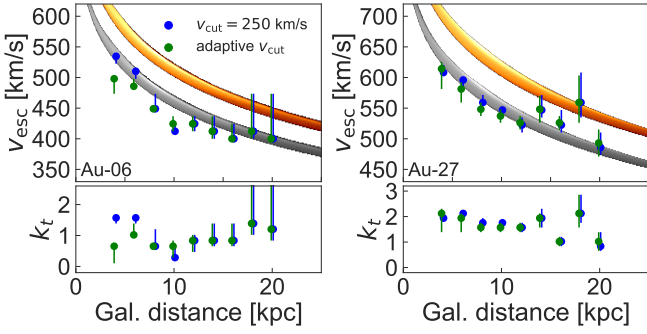 v_esc [km/s]
600
550
500
450
400
350
v_cut = 250 km/s
adaptive v_cut
Au-06
k_t
2
1
0
0
10
20
Gal. distance [kpc]
v_esc [km/s]
700
650
600
550
500
450
Au-27
k_t
3
2
1
0
0
10
20
Gal. distance [kpc]